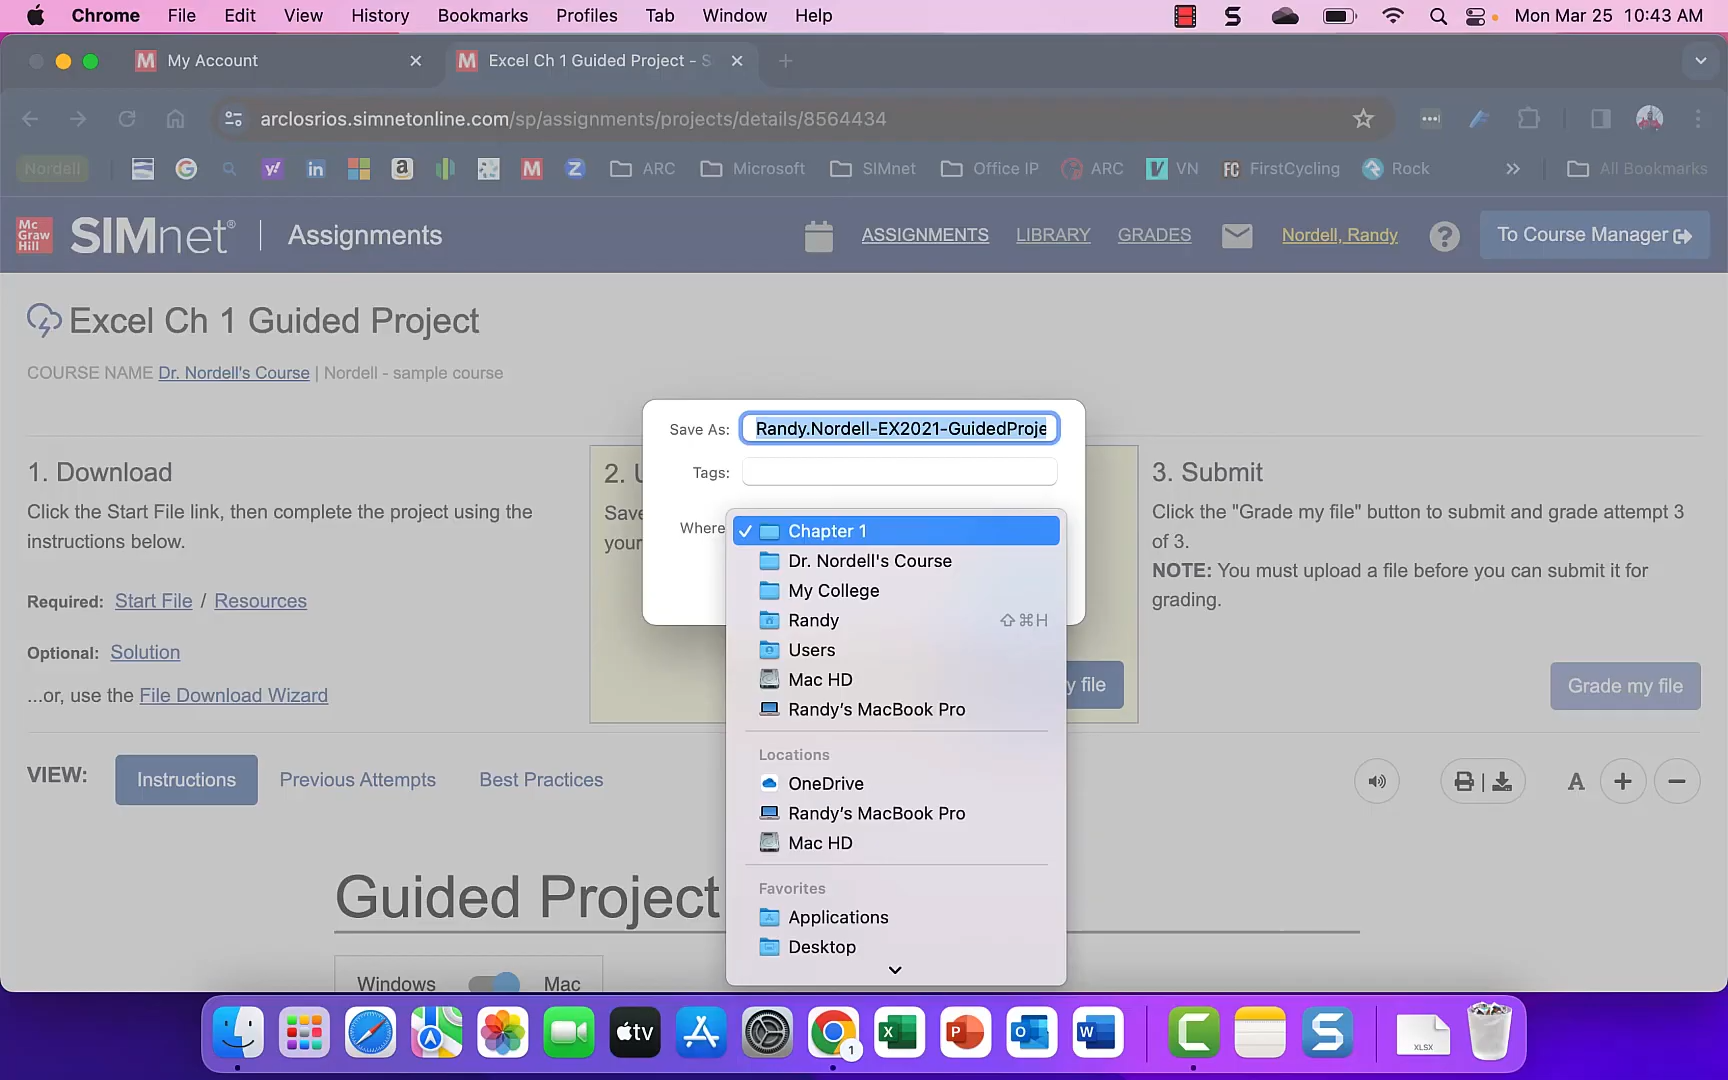 Chrome File Edit View History Bookmarks Profiles Tab Window Help Mon Mar 25 10:43 AM
My Account Excel Ch 1 Guided Project - S
arclosrios.simnetonline.com/sp/assignments/projects/details/8564434
Nordell ARC Microsoft SIMnet Office IP ARC VN FirstCycling Rock All Bookmarks
Mc Graw Hill SIMnet® Assignments ASSIGNMENTS LIBRARY GRADES Nordell, Randy To Course Manager
Excel Ch 1 Guided Project
COURSE NAME Dr. Nordell's Course | Nordell - sample course
Save As: Randy.Nordell-EX2021-GuidedProje
Tags:
Where
Chapter 1
Dr. Nordell's Course
My College
Randy ⇧⌘H
Users
Mac HD
Randy's MacBook Pro
Locations
OneDrive
Randy's MacBook Pro
Mac HD
Favorites
Applications
Desktop
1. Download
Click the Start File link, then complete the project using the
instructions below.
Required: Start File / Resources
Optional: Solution
...or, use the File Download Wizard
2. U
Save
your
y file
3. Submit
Click the "Grade my file" button to submit and grade attempt 3
of 3.
NOTE: You must upload a file before you can submit it for
grading.
Grade my file
VIEW: Instructions Previous Attempts Best Practices A
Guided Project
Windows Mac
tv 1 XLSX